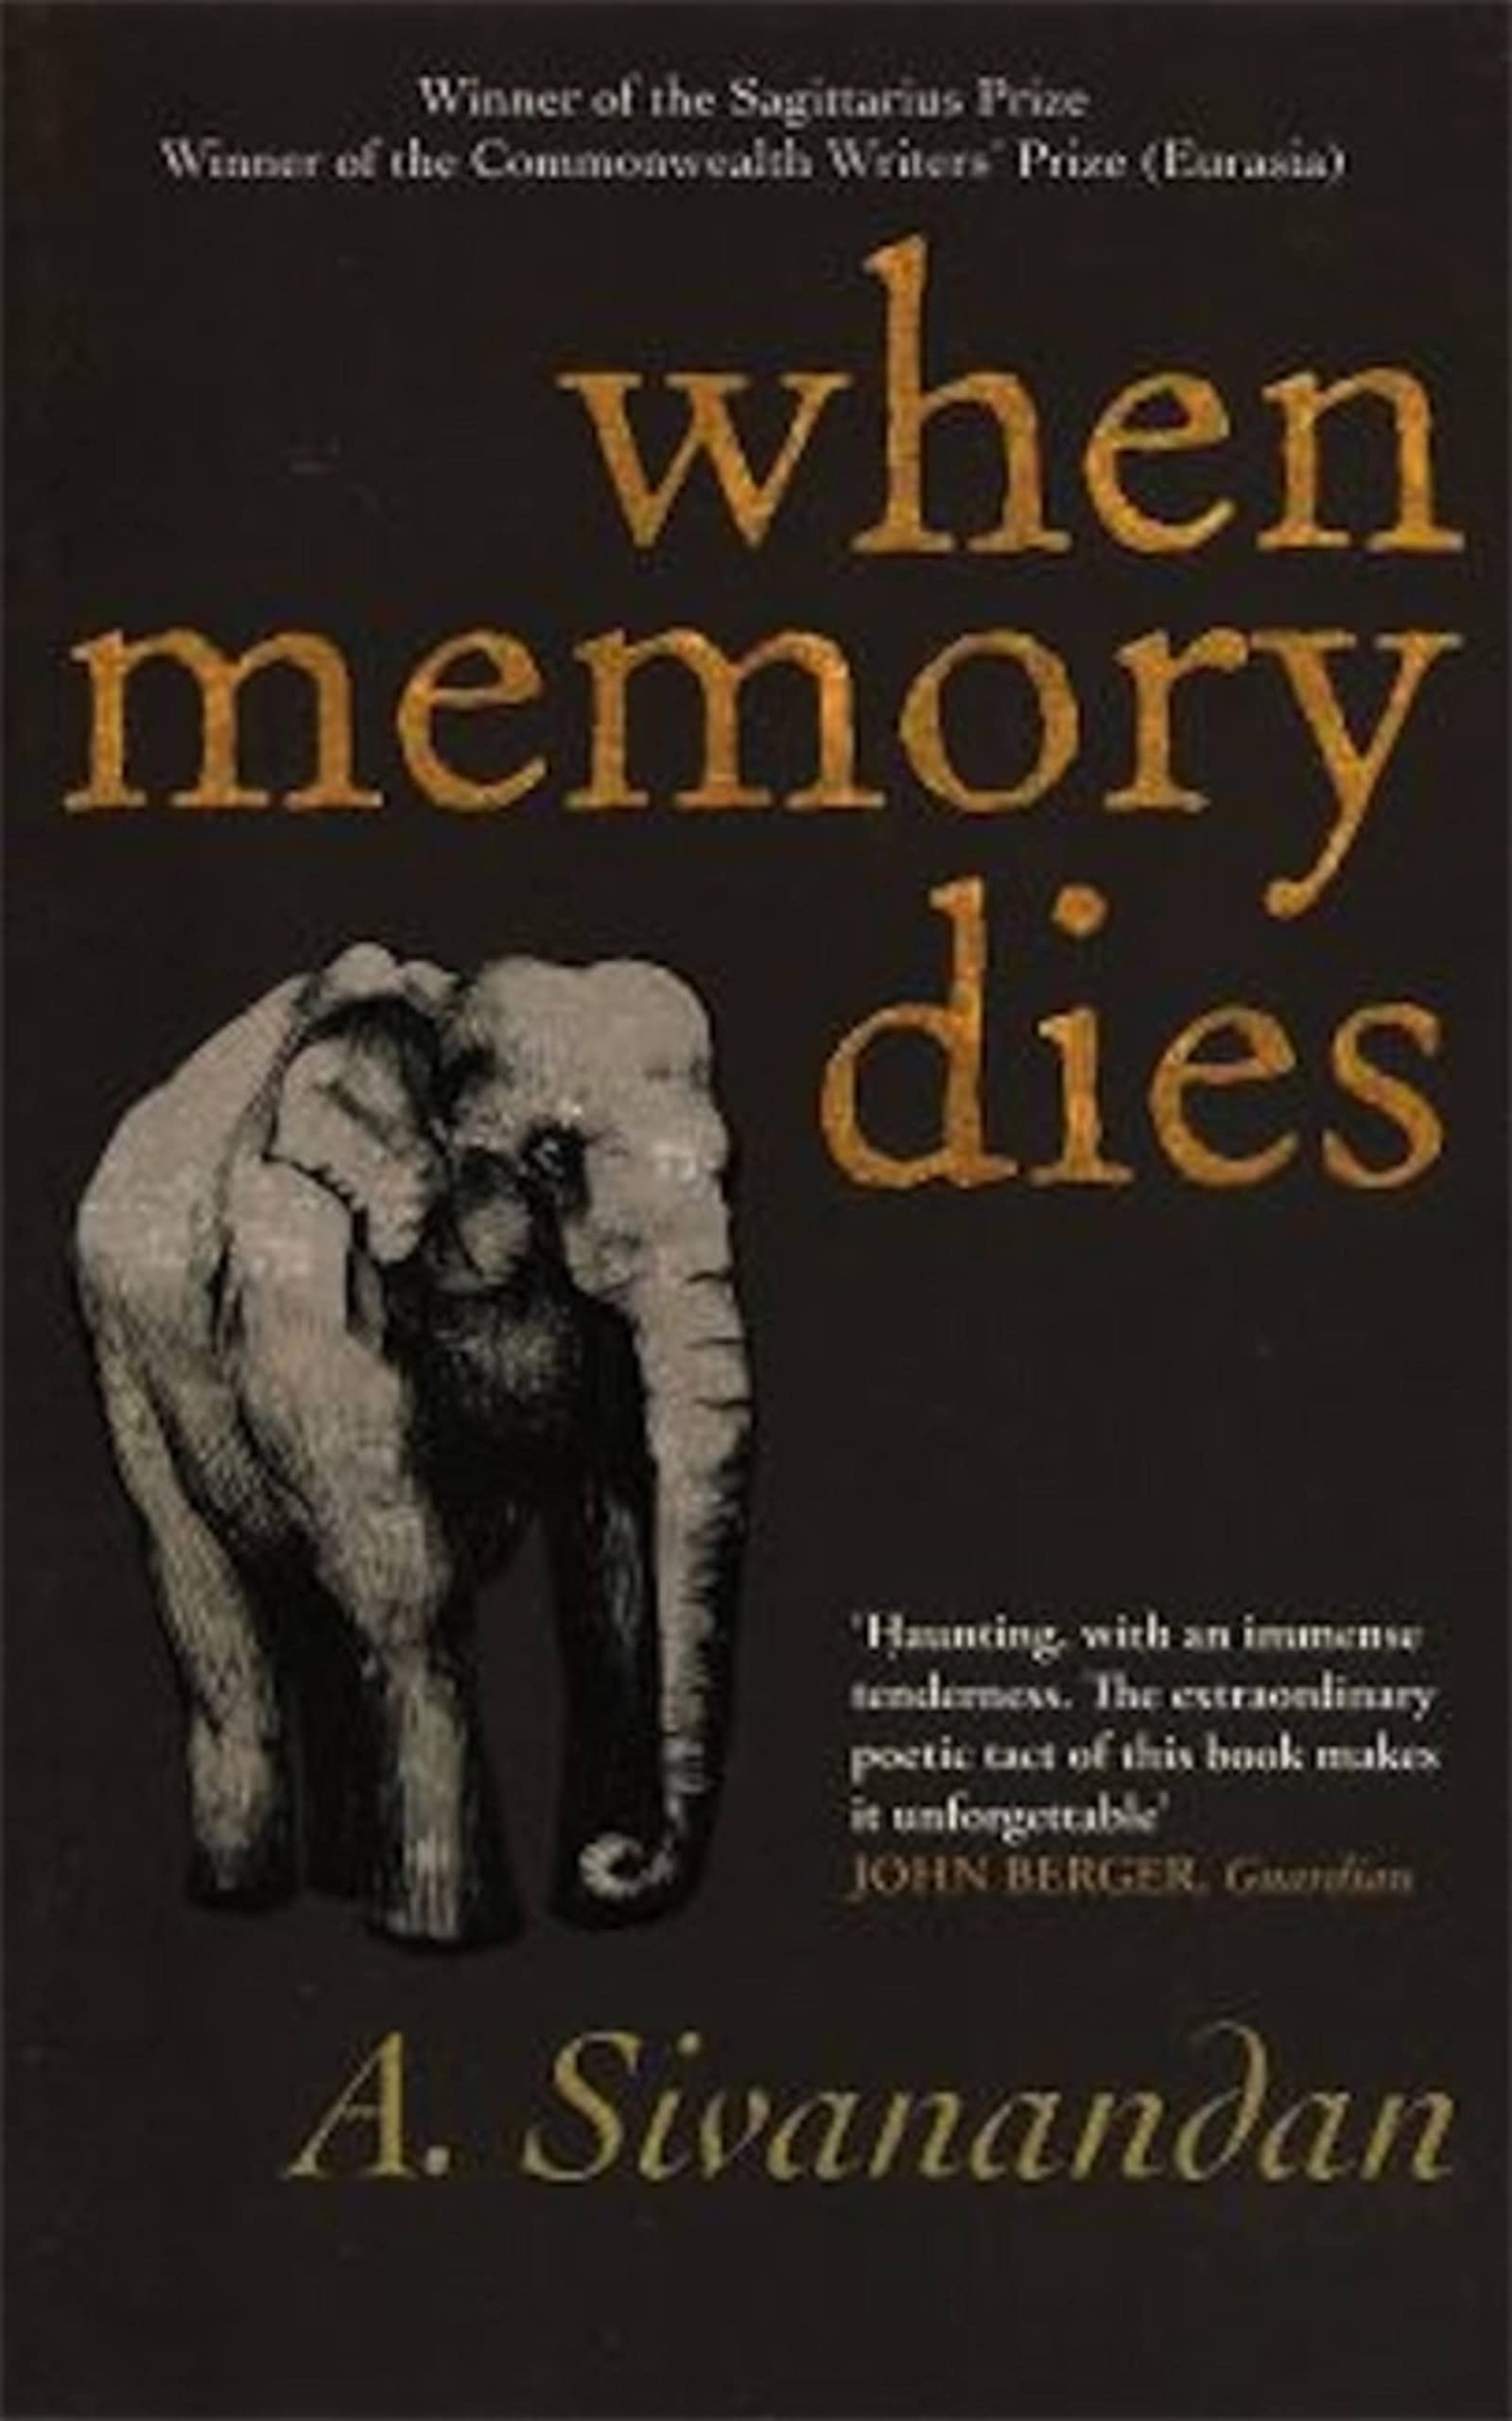 Winner of the Sagittarius Prize
Winner of the Commonwealth Writers' Prize (Eurasia)
when
memory
dies
'Haunting, with an immense
tenderness. The extraordinary
poetic tact of this book makes
it unforgettable'
JOHN BERGER, Guardian
A. Sivanandan